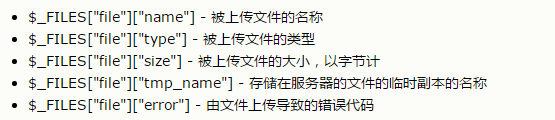 $_FILES["file"]["name"] - 被上传文件的名称
$_FILES["file"]["type"] - 被上传文件的类型
$_FILES["file"]["size"] - 被上传文件的大小，以字节计
$_FILES["file"]["tmp_name"] - 存储在服务器的文件的临时副本的名称
$_FILES["file"]["error"] - 由文件上传导致的错误代码